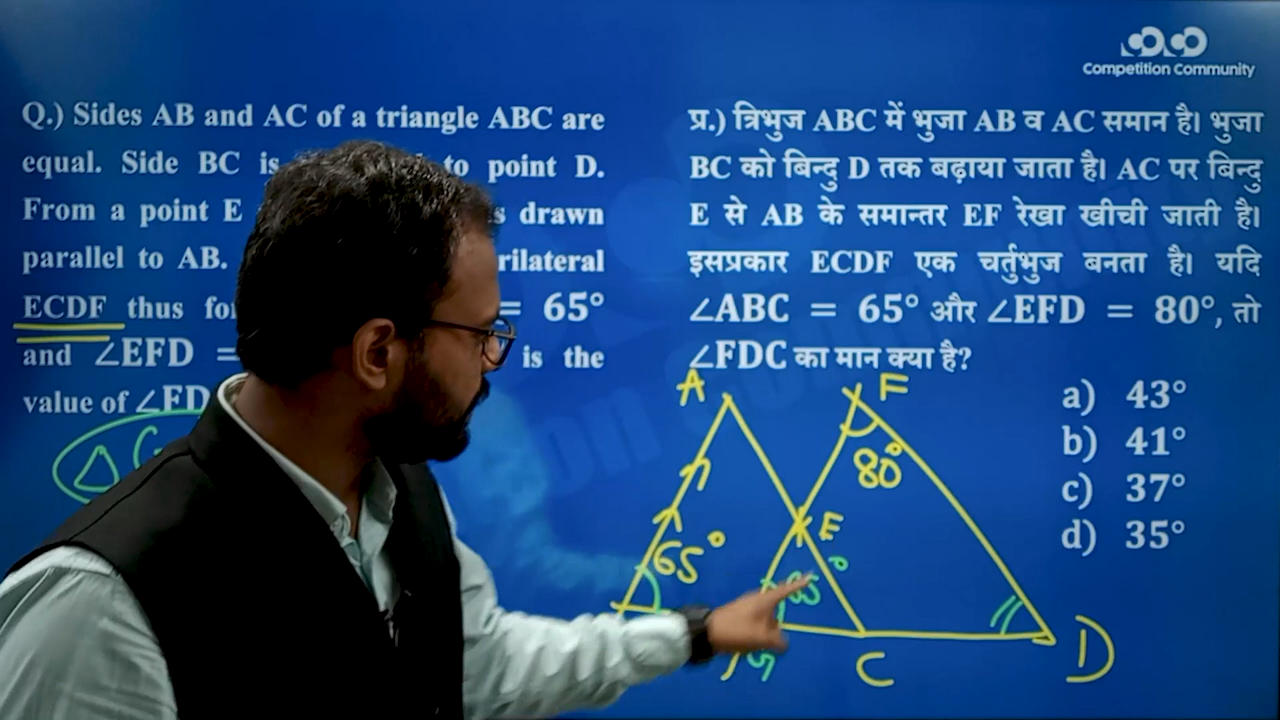 Competition Community
Q.) Sides AB and AC of a triangle ABC are
equal. Side BC is to point D.
From a point E drawn
parallel to AB.
ECDF thus = 65°
and ∠EFD = is the
value of
प्र.) त्रिभुज ABC में भुजा AB व AC समान है। भुजा
BC को बिन्दु D तक बढ़ाया जाता है। AC पर बिन्दु
E से AB के समान्तर EF रेखा खीची जाती है।
इसप्रकार ECDF एक चर्तुभुज बनता है। यदि
∠ABC = 65° और ∠EFD = 80°, तो
∠FDC का मान क्या है?
a) 43°
b) 41°
c) 37°
d) 35°
A
F
80°
E
65°
65°
C
D
G
△ G